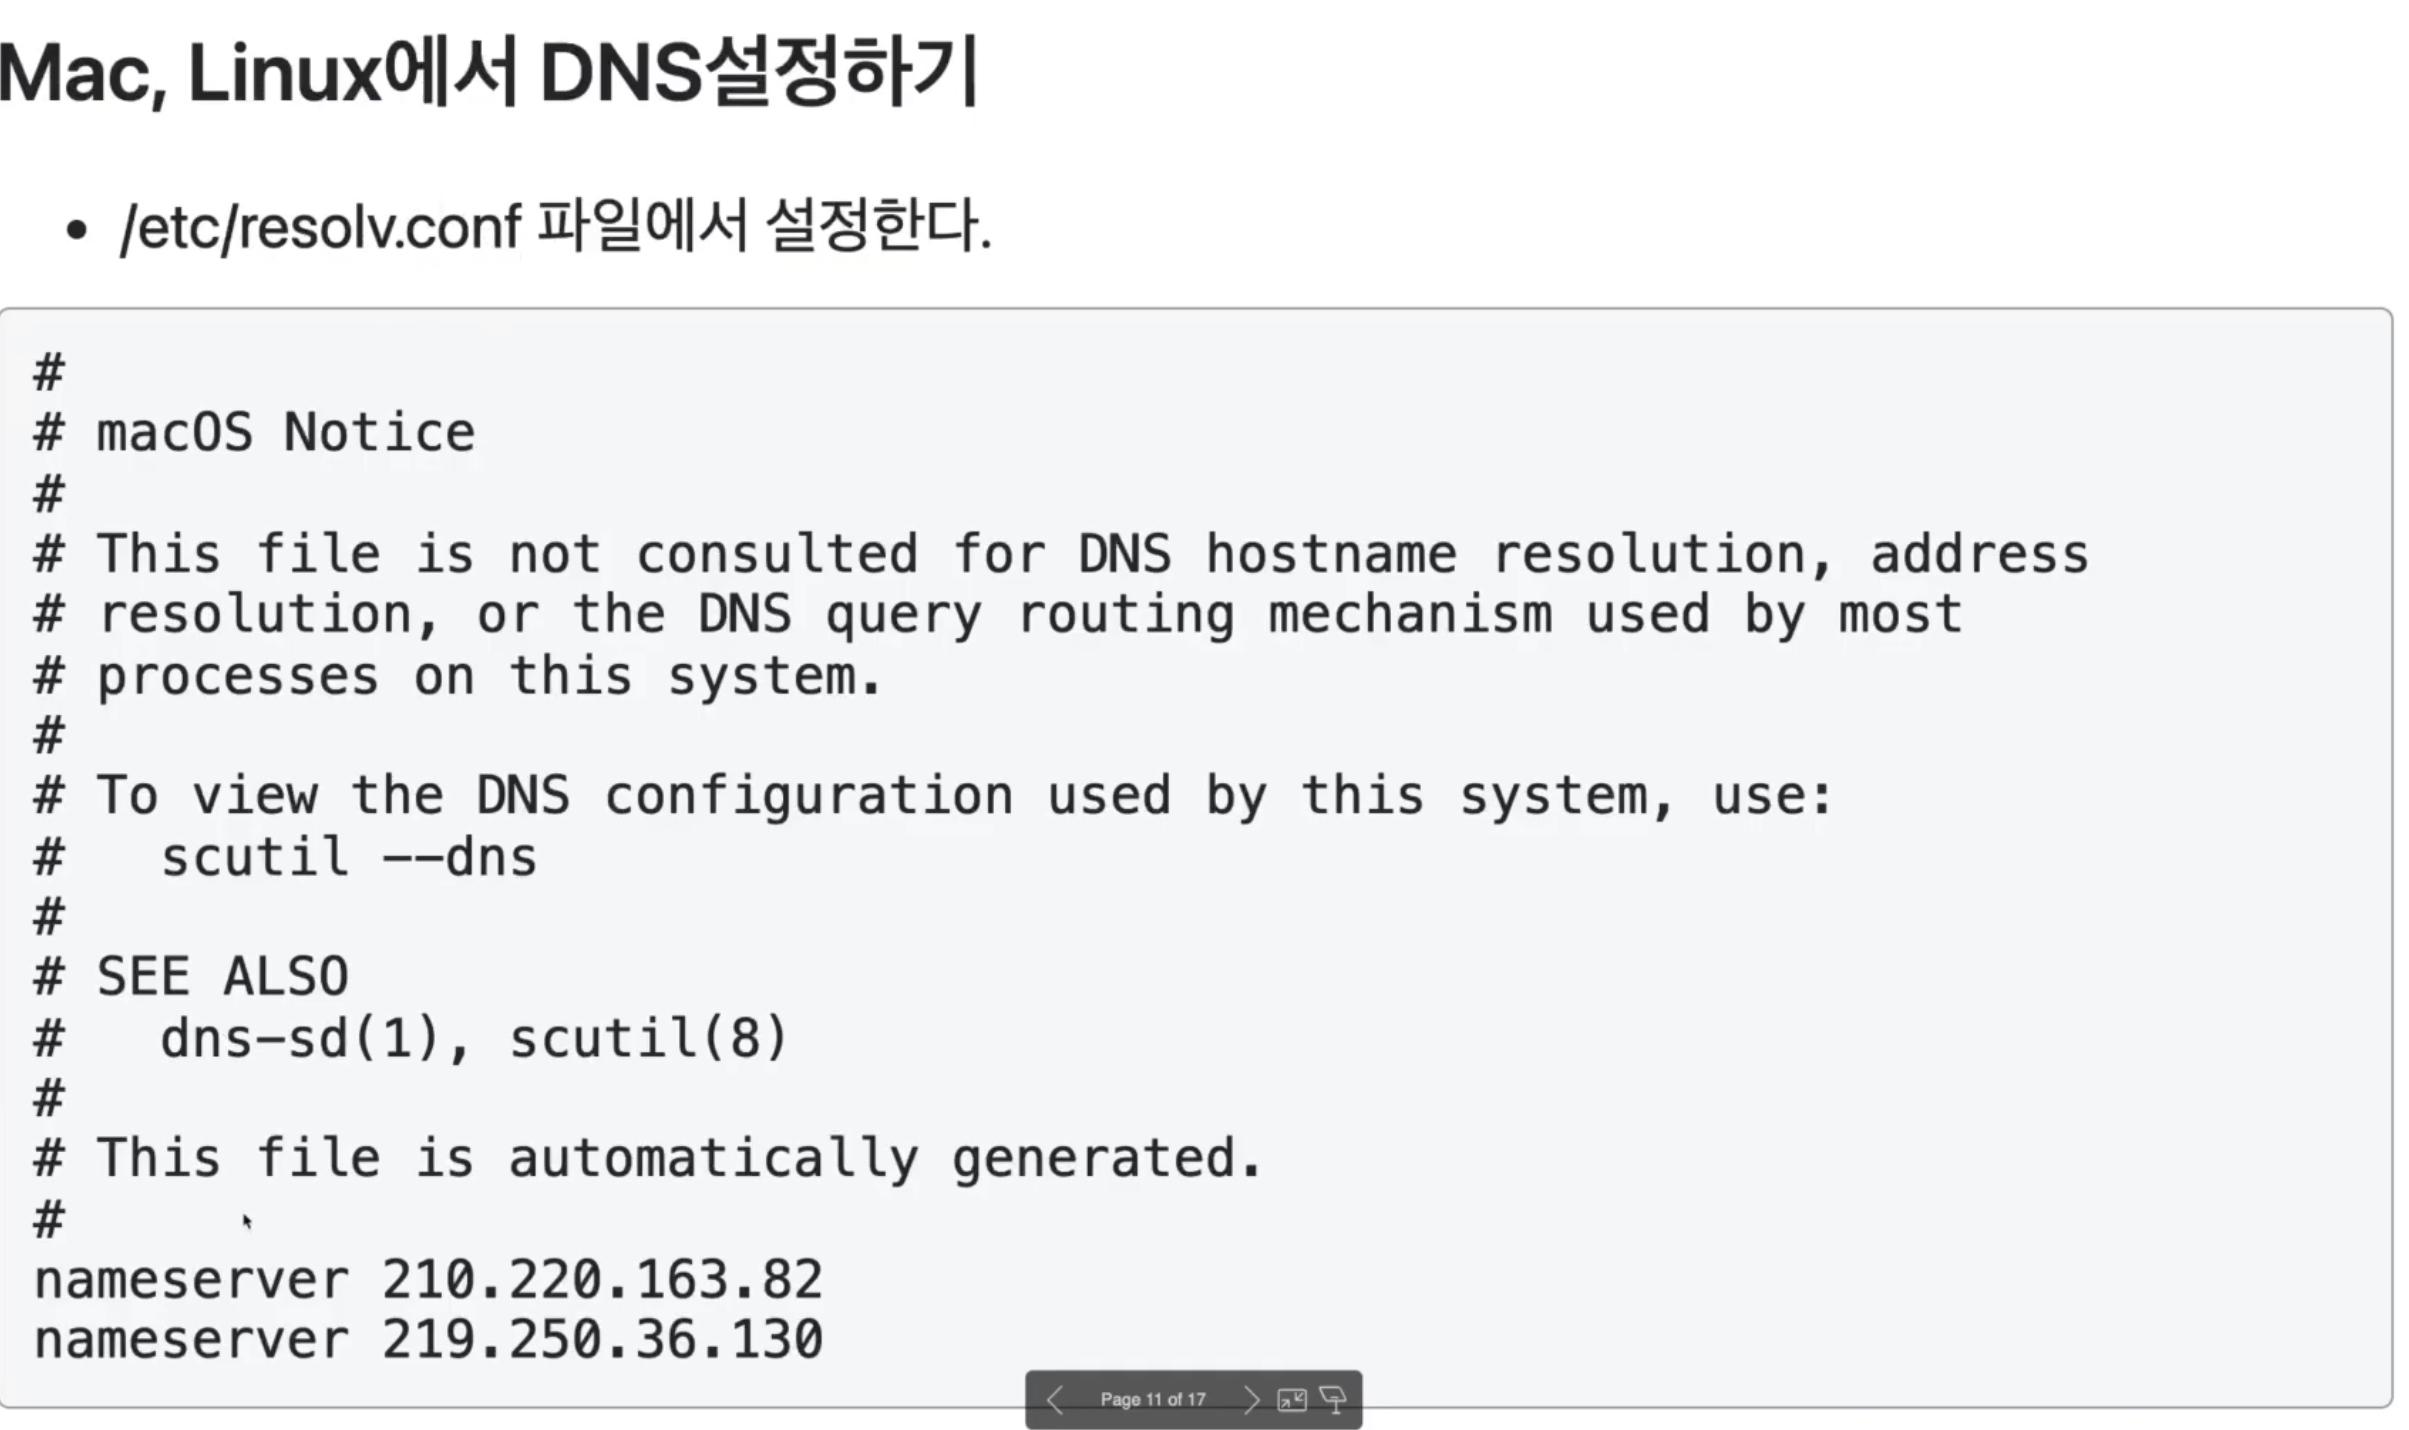 Mac, Linux에서 DNS설정하기
• /etc/resolv.conf 파일에서 설정한다.
#
# macOS Notice
#
# This file is not consulted for DNS hostname resolution, address
# resolution, or the DNS query routing mechanism used by most
# processes on this system.
#
# To view the DNS configuration used by this system, use:
#   scutil --dns
#
# SEE ALSO
#   dns-sd(1), scutil(8)
#
# This file is automatically generated.
#
nameserver 210.220.163.82
nameserver 219.250.36.130
Page 11 of 17